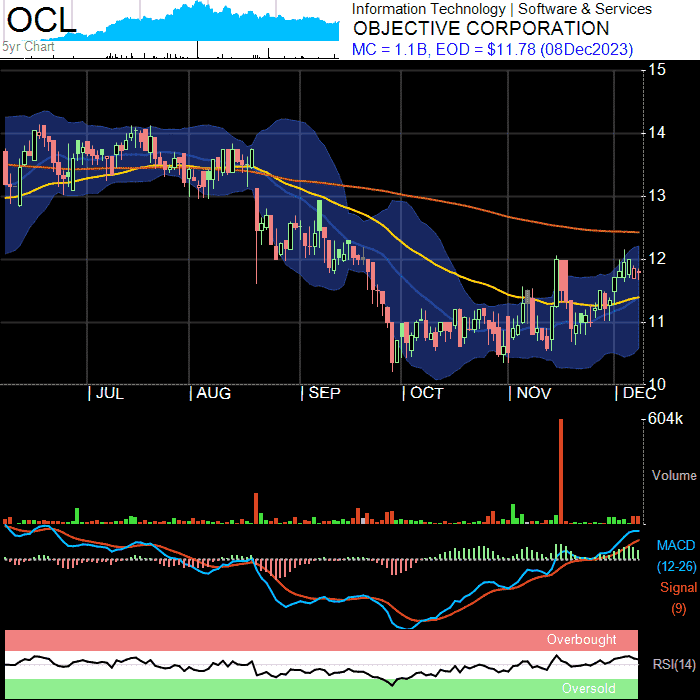 OCL
5yr Chart
Information Technology | Software & Services
OBJECTIVE CORPORATION
MC = 1.1B, EOD = $11.78 (08Dec2023)
15
14
13
12
11
10
| JUL | AUG | SEP | OCT | NOV | DEC
604k
Volume
MACD
(12-26)
Signal
(9)
Overbought
RSI(14)
Oversold